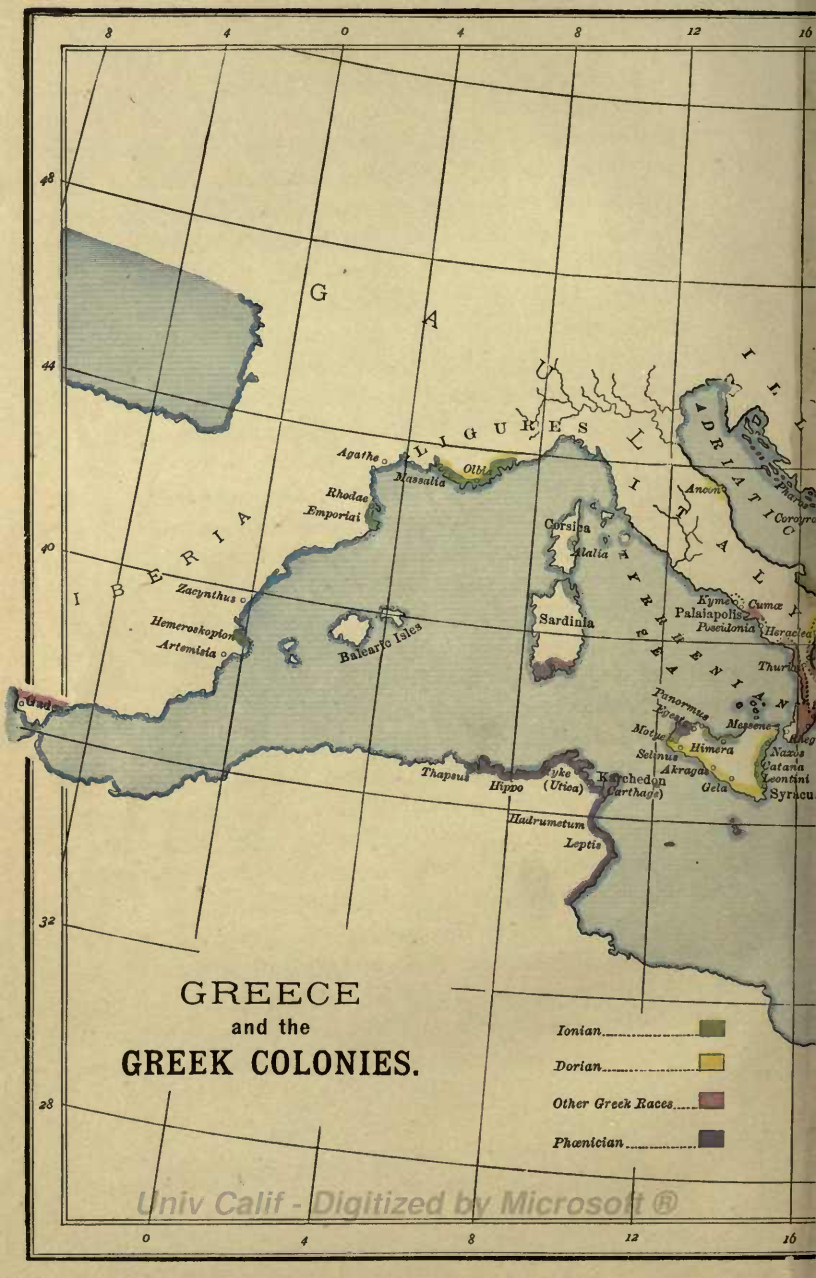 8 4 0 4 8 12 16
48
44
40
32
28
G A U L
I L L
LIGURES
ADRIATIC
Agathe
Olbia
Massalia
Rhodae
Emporiai
Ancon
Pharos
Corcyra
Corsica
Alalia
ITALY
IBERIA
Zacynthus
Hemeroskopion
Artemisia
Balearic Isles
Sardinia
TYRRHENIAN
SEA
Kyme
Cumæ
Palaiapolis
Poseidonia
Heraclea
Thurii
Gades
Panormus
Egesta
Motye
Messene
Rheg
Himera
Selinus
Akragas
Gela
Naxos
Catana
Leontini
Syracu
Thapsus
Hippo
Ityke
(Utica)
Karchedon
(Carthage)
Hadrumetum
Leptis
GREECE
and the
GREEK COLONIES.
Ionian
Dorian
Other Greek Races
Phœnician
Univ Calif - Digitized by Microsoft ®
0 4 8 12 16